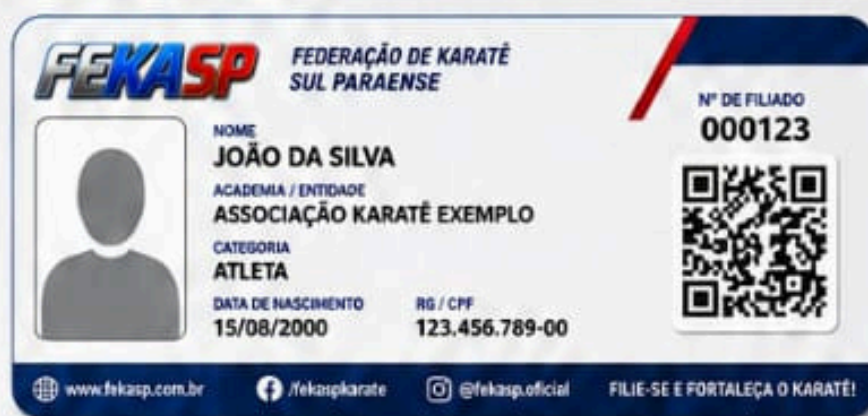 FEKASP
FEDERAÇÃO DE KARATÊ
SUL PARAENSE
Nº DE FILIADO
000123
NOME
JOÃO DA SILVA
ACADEMIA / ENTIDADE
ASSOCIAÇÃO KARATÊ EXEMPLO
CATEGORIA
ATLETA
DATA DE NASCIMENTO RG / CPF
15/08/2000 123.456.789-00
www.fekasp.com.br /fekaspkarate @fekasp.oficial FILIE-SE E FORTALEÇA O KARATÊ!